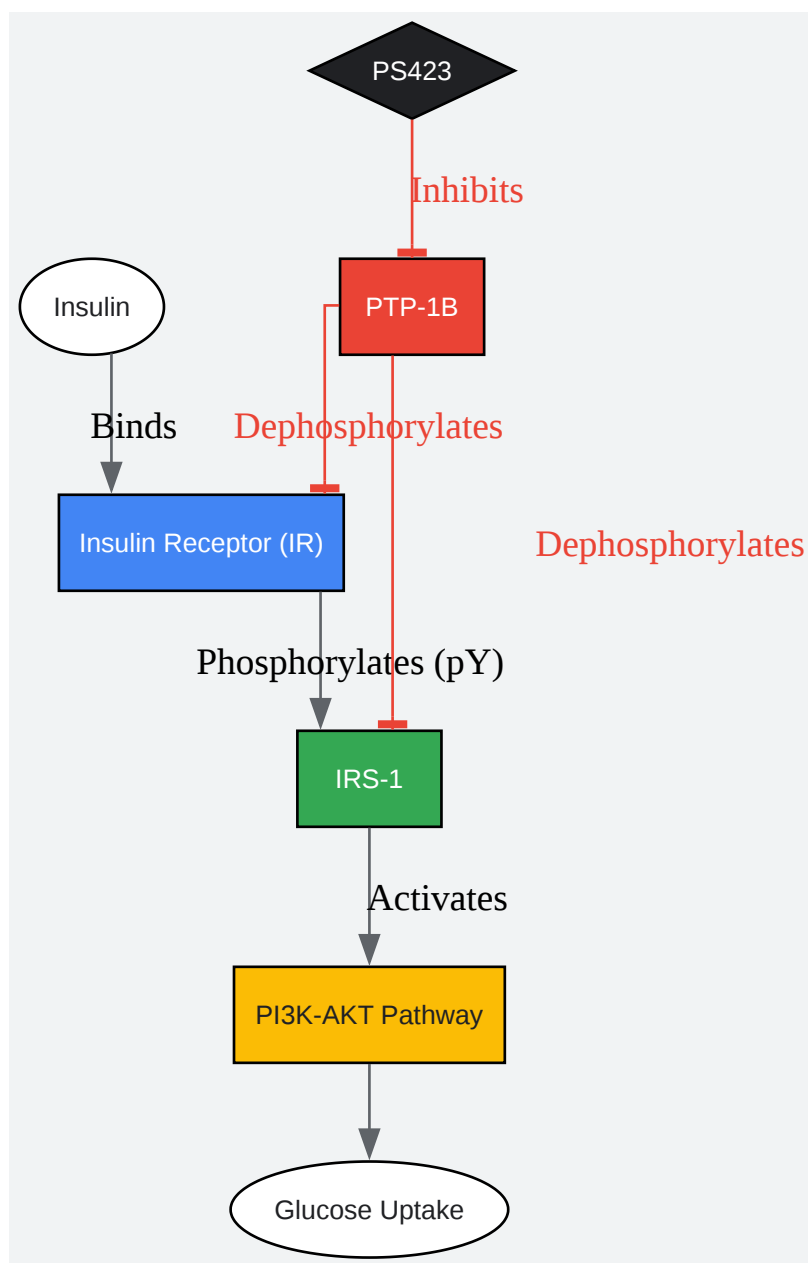 PS423
Inhibits
Insulin
PTP-1B
Binds
Dephosphorylates
Insulin Receptor (IR)
Dephosphorylates
Phosphorylates (pY)
IRS-1
Activates
PI3K-AKT Pathway
Glucose Uptake